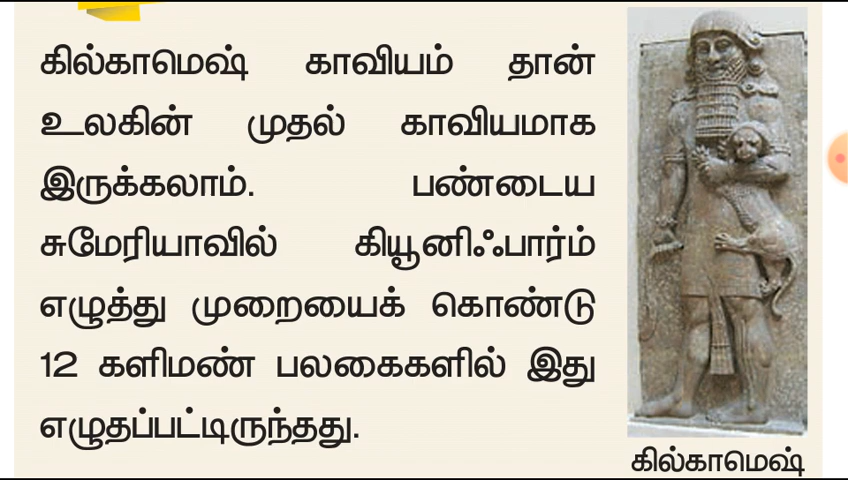 கில்காமெஷ் காவியம் தான்
உலகின் முதல் காவியமாக
இருக்கலாம். பண்டைய
சுமேரியாவில் கியூனிஃபார்ம்
எழுத்து முறையைக் கொண்டு
12 களிமண் பலகைகளில் இது
எழுதப்பட்டிருந்தது.
கில்காமெஷ்